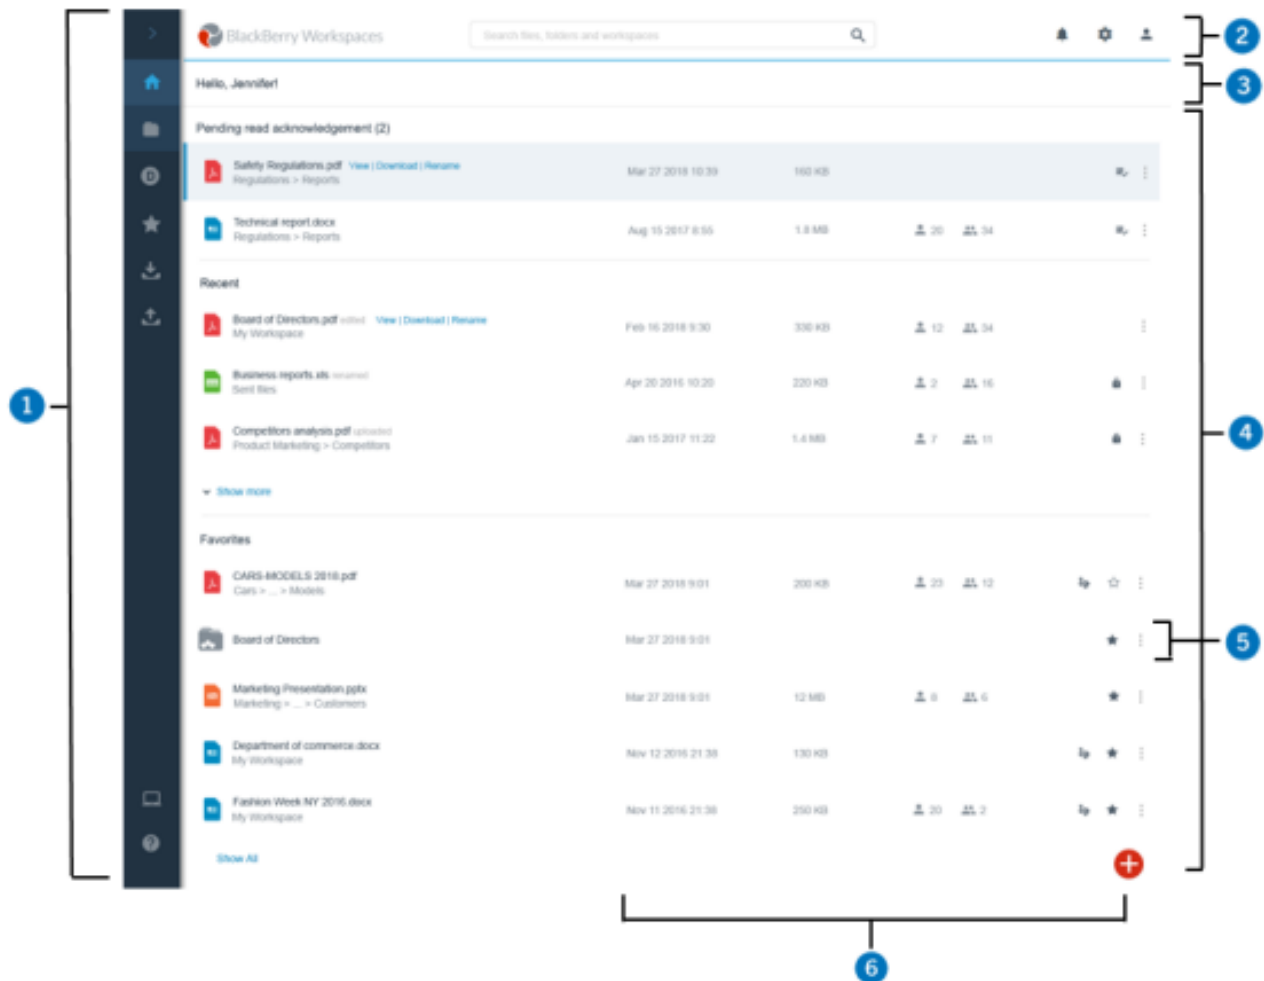 BlackBerry Workspaces
Search files, folders and workspaces
2
Hello, Jennifer!
3
Pending read acknowledgement (2)
Safety Regulations.pdf View | Download | Rename
Regulations > Reports
Mar 27 2018 10:39 160 KB
Technical report.docx
Regulations > Reports
Aug 15 2017 8:55 1.8 MB 20 34
Recent
Board of Directors.pdf edited View | Download | Rename
My Workspace
Feb 16 2018 9:30 330 KB 12 34
Business reports.xls renamed
Sent files
Apr 20 2016 10:20 220 KB 2 16
1
Competitors analysis.pdf uploaded
Product Marketing > Competitors
Jan 15 2017 11:22 1.4 MB 7 11
4
Show more
Favorites
CARS-MODELS 2018.pdf
Cars > ... > Models
Mar 27 2018 9:01 200 KB 23 12
Board of Directors
Mar 27 2018 9:01
5
Marketing Presentation.pptx
Marketing > ... > Customers
Mar 27 2018 9:01 12 MB 8 6
Department of commerce.docx
My Workspace
Nov 12 2016 21:38 130 KB
Fashion Week NY 2016.docx
My Workspace
Nov 11 2016 21:38 250 KB 20 2
Show All
6